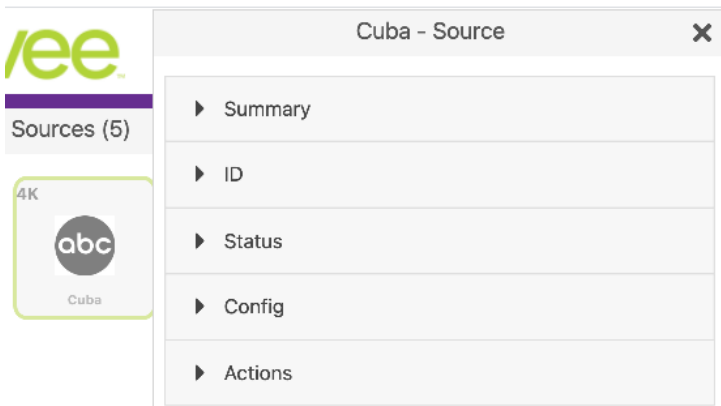 vee
Cuba - Source
Sources (5)
4K
abc
Cuba
Summary
ID
Status
Config
Actions